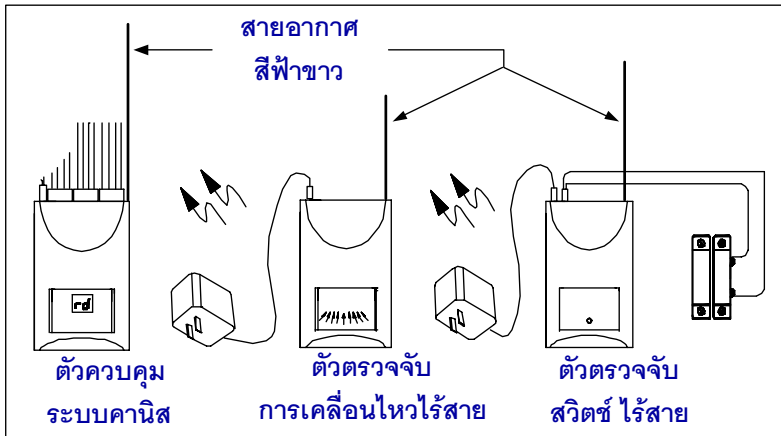 สายอากาศ
สีฟ้าขาว
rd
ตัวควบคุม
ระบบคานิส
ตัวตรวจจับ
การเคลื่อนไหวไร้สาย
ตัวตรวจจับ
สวิตช์ ไร้สาย